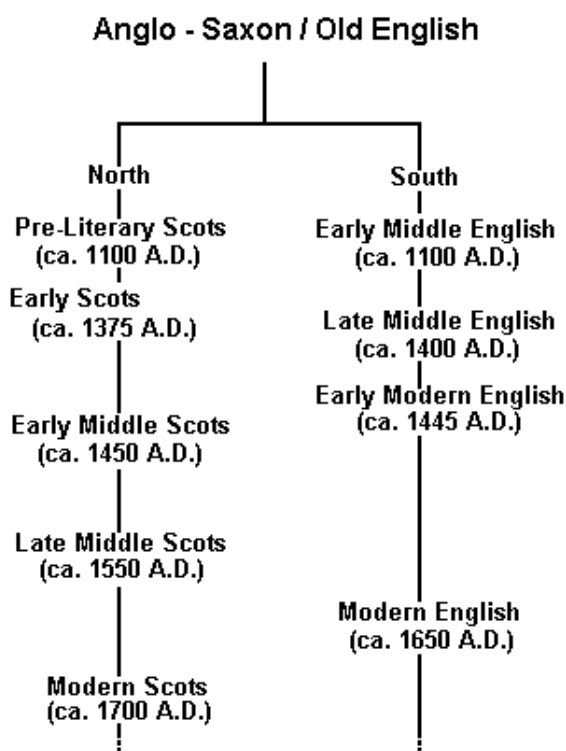 Anglo - Saxon / Old English
North
Pre-Literary Scots
(ca. 1100 A.D.)
Early Scots
(ca. 1375 A.D.)
Early Middle Scots
(ca. 1450 A.D.)
Late Middle Scots
(ca. 1550 A.D.)
Modern Scots
(ca. 1700 A.D.)
South
Early Middle English
(ca. 1100 A.D.)
Late Middle English
(ca. 1400 A.D.)
Early Modern English
(ca. 1445 A.D.)
Modern English
(ca. 1650 A.D.)